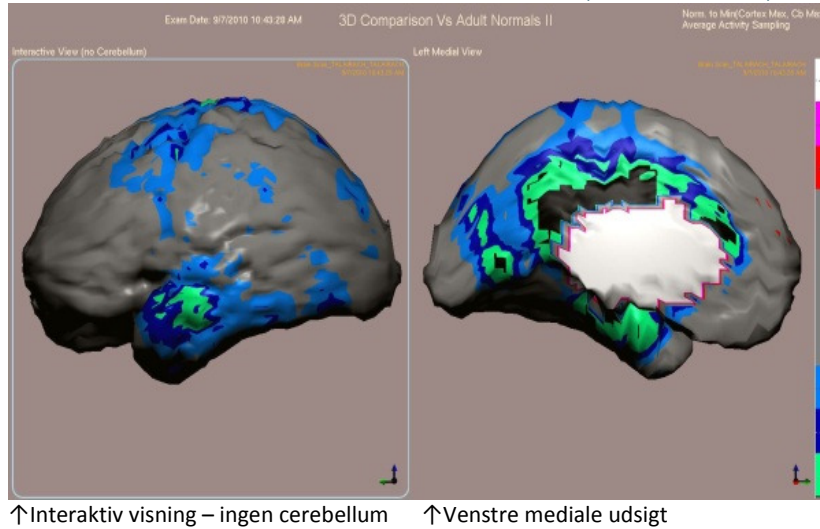 Exam Date: 9/7/2010 10:43:28 AM
3D Comparison Vs Adult Normals II
Norm. to Min(Cortex Max, Cb Ma
Average Activity Sampling
Interactive View (no Cerebellum)
Left Medial View
↑Interaktiv visning – ingen cerebellum ↑Venstre mediale udsigt